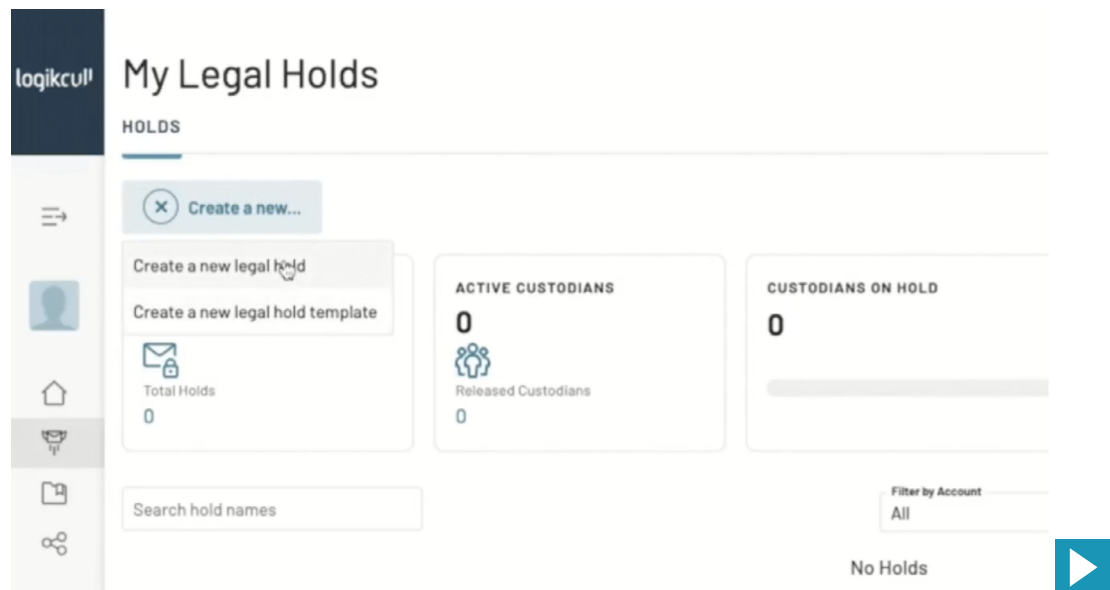 logikcull
My Legal Holds
HOLDS
Create a new...
Create a new legal hold
Create a new legal hold template
Total Holds
0
ACTIVE CUSTODIANS
0
Released Custodians
0
CUSTODIANS ON HOLD
0
Search hold names
Filter by Account
All
No Holds